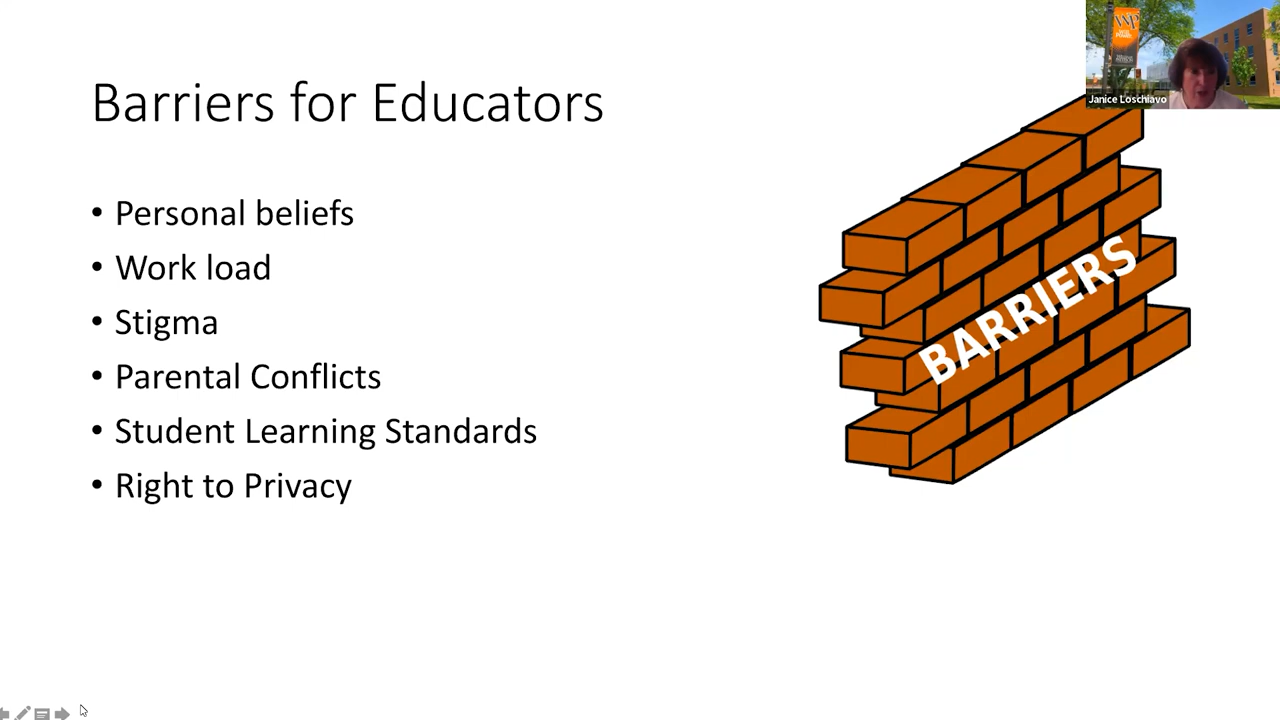 Barriers for Educators
• Personal beliefs
• Work load
• Stigma
• Parental Conflicts
• Student Learning Standards
• Right to Privacy
BARRIERS
WP
Janice Loschiavo